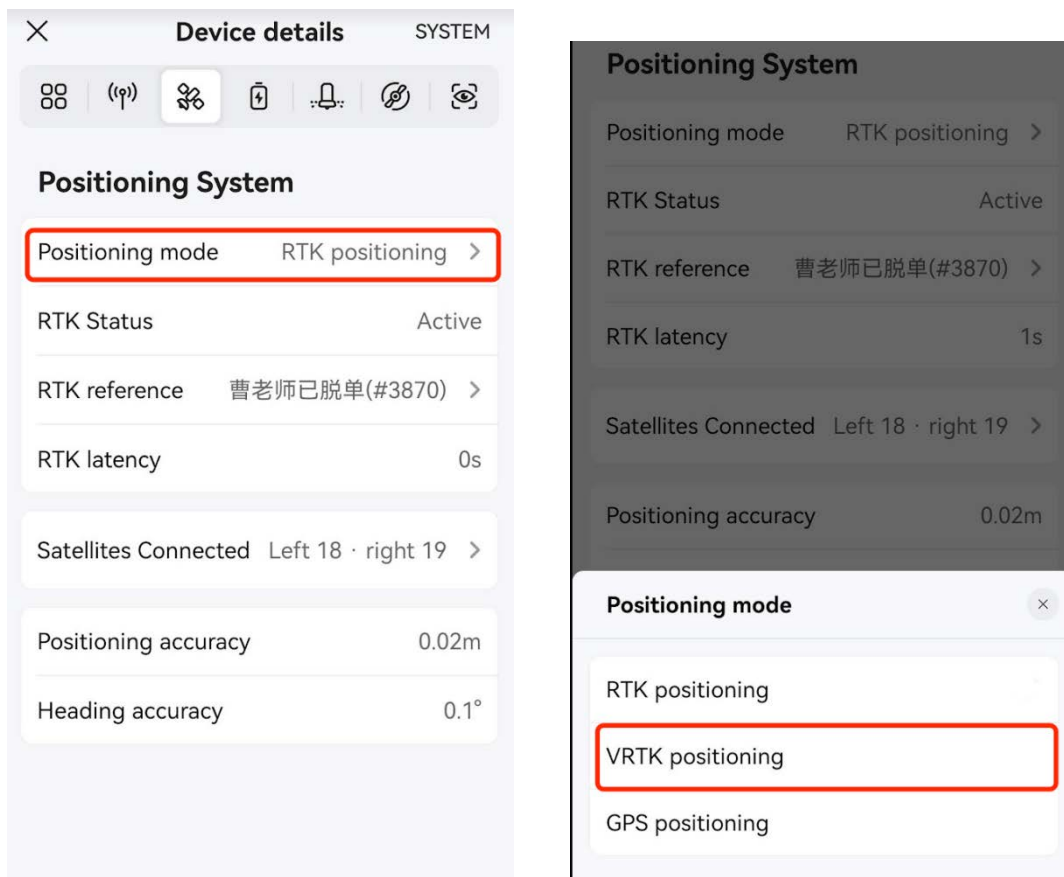 Device details SYSTEM
Positioning System
Positioning mode RTK positioning
RTK Status Active
RTK reference 曹老师已脱单(#3870)
RTK latency 0s
Satellites Connected Left 18 · right 19
Positioning accuracy 0.02m
Heading accuracy 0.1°
Positioning System
Positioning mode RTK positioning
RTK Status Active
RTK reference 曹老师已脱单(#3870)
RTK latency 1s
Satellites Connected Left 18 · right 19
Positioning accuracy 0.02m
Positioning mode
RTK positioning
VRTK positioning
GPS positioning